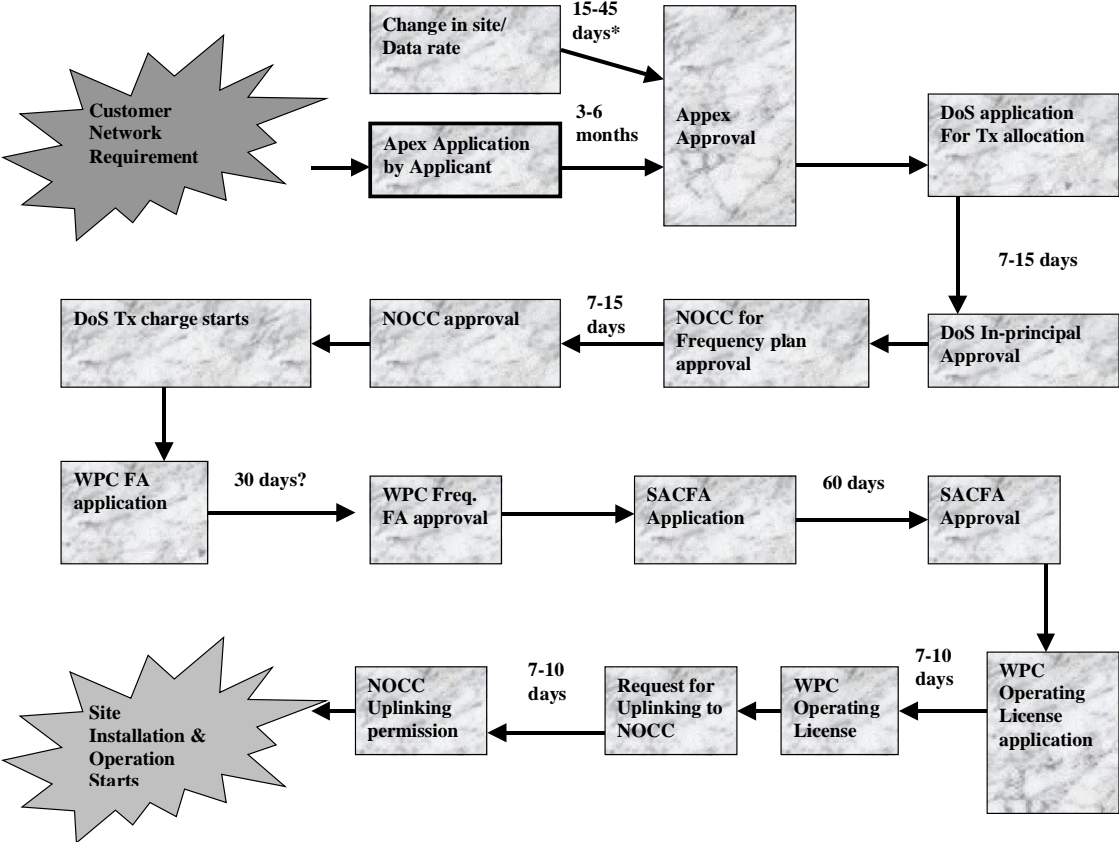 Customer
Network
Requirement
Change in site/
Data rate
15-45
days*
Apex Application
by Applicant
3-6
months
Appex
Approval
DoS application
For Tx allocation
7-15 days
DoS In-principal
Approval
NOCC for
Frequency plan
approval
7-15
days
NOCC approval
DoS Tx charge starts
WPC FA
application
30 days?
WPC Freq.
FA approval
SACFA
Application
60 days
SACFA
Approval
WPC
Operating
License
application
7-10
days
WPC
Operating
License
Request for
Uplinking to
NOCC
7-10
days
NOCC
Uplinking
permission
Site
Installation &
Operation
Starts